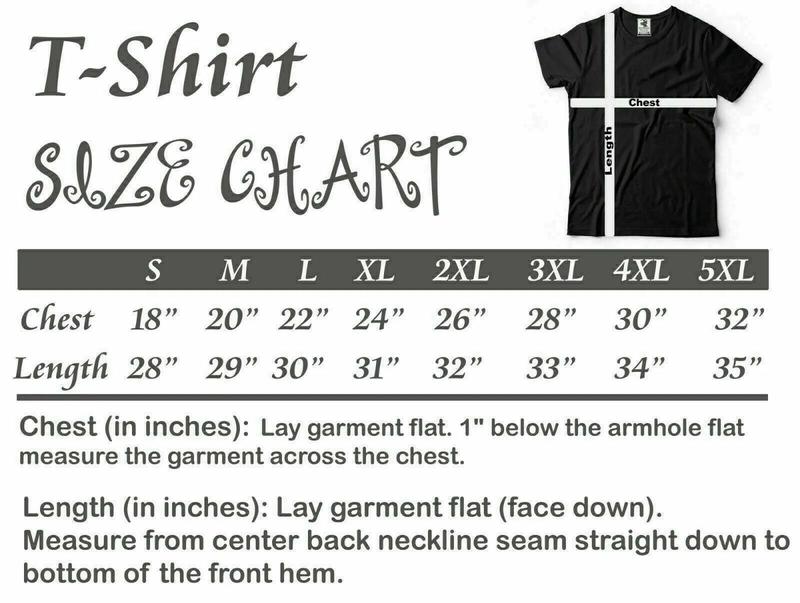 T-Shirt
SIZE CHART
Chest
Length
S M L XL 2XL 3XL 4XL 5XL
Chest 18” 20” 22” 24” 26” 28” 30” 32”
Length 28” 29” 30” 31” 32” 33” 34” 35”
Chest (in inches): Lay garment flat. 1" below the armhole flat
measure the garment across the chest.
Length (in inches): Lay garment flat (face down).
Measure from center back neckline seam straight down to
bottom of the front hem.